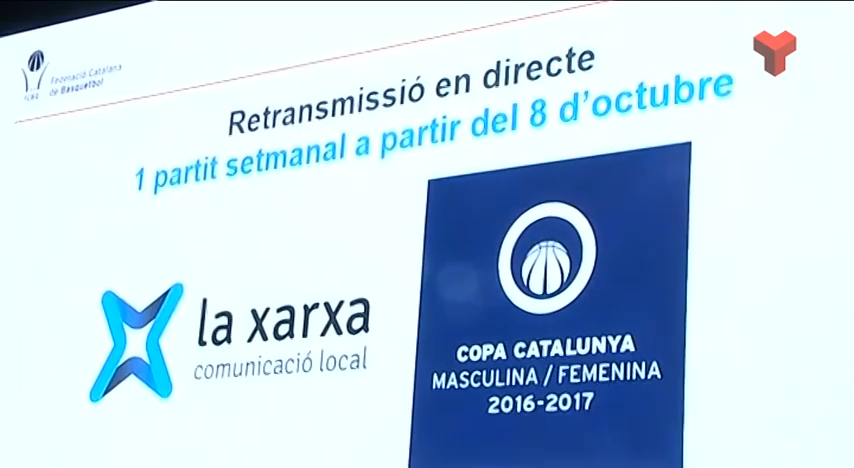 Federació Catalana
de Basquetbol
Retransmissió en directe
1 partit setmanal a partir del 8 d'octubre
la xarxa
comunicació local
COPA CATALUNYA
MASCULINA / FEMENINA
2016-2017